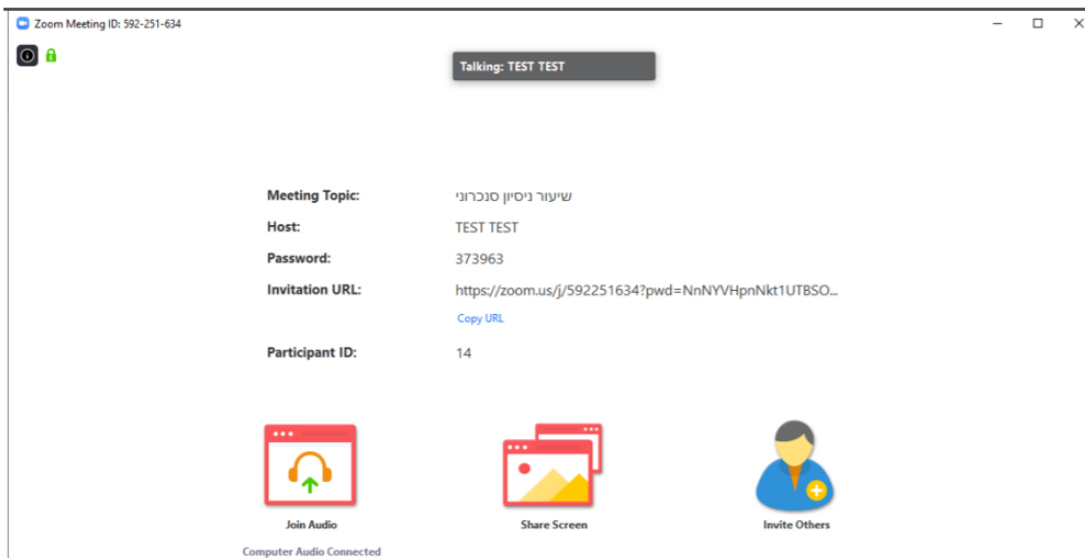 Zoom Meeting ID: 592-251-634
Talking: TEST TEST
Meeting Topic: שיעור ניסיון סנכרוני
Host: TEST TEST
Password: 373963
Invitation URL: https://zoom.us/j/592251634?pwd=NnNYVHpnNkt1UTBSO...
Copy URL
Participant ID: 14
Join Audio Share Screen Invite Others
Computer Audio Connected